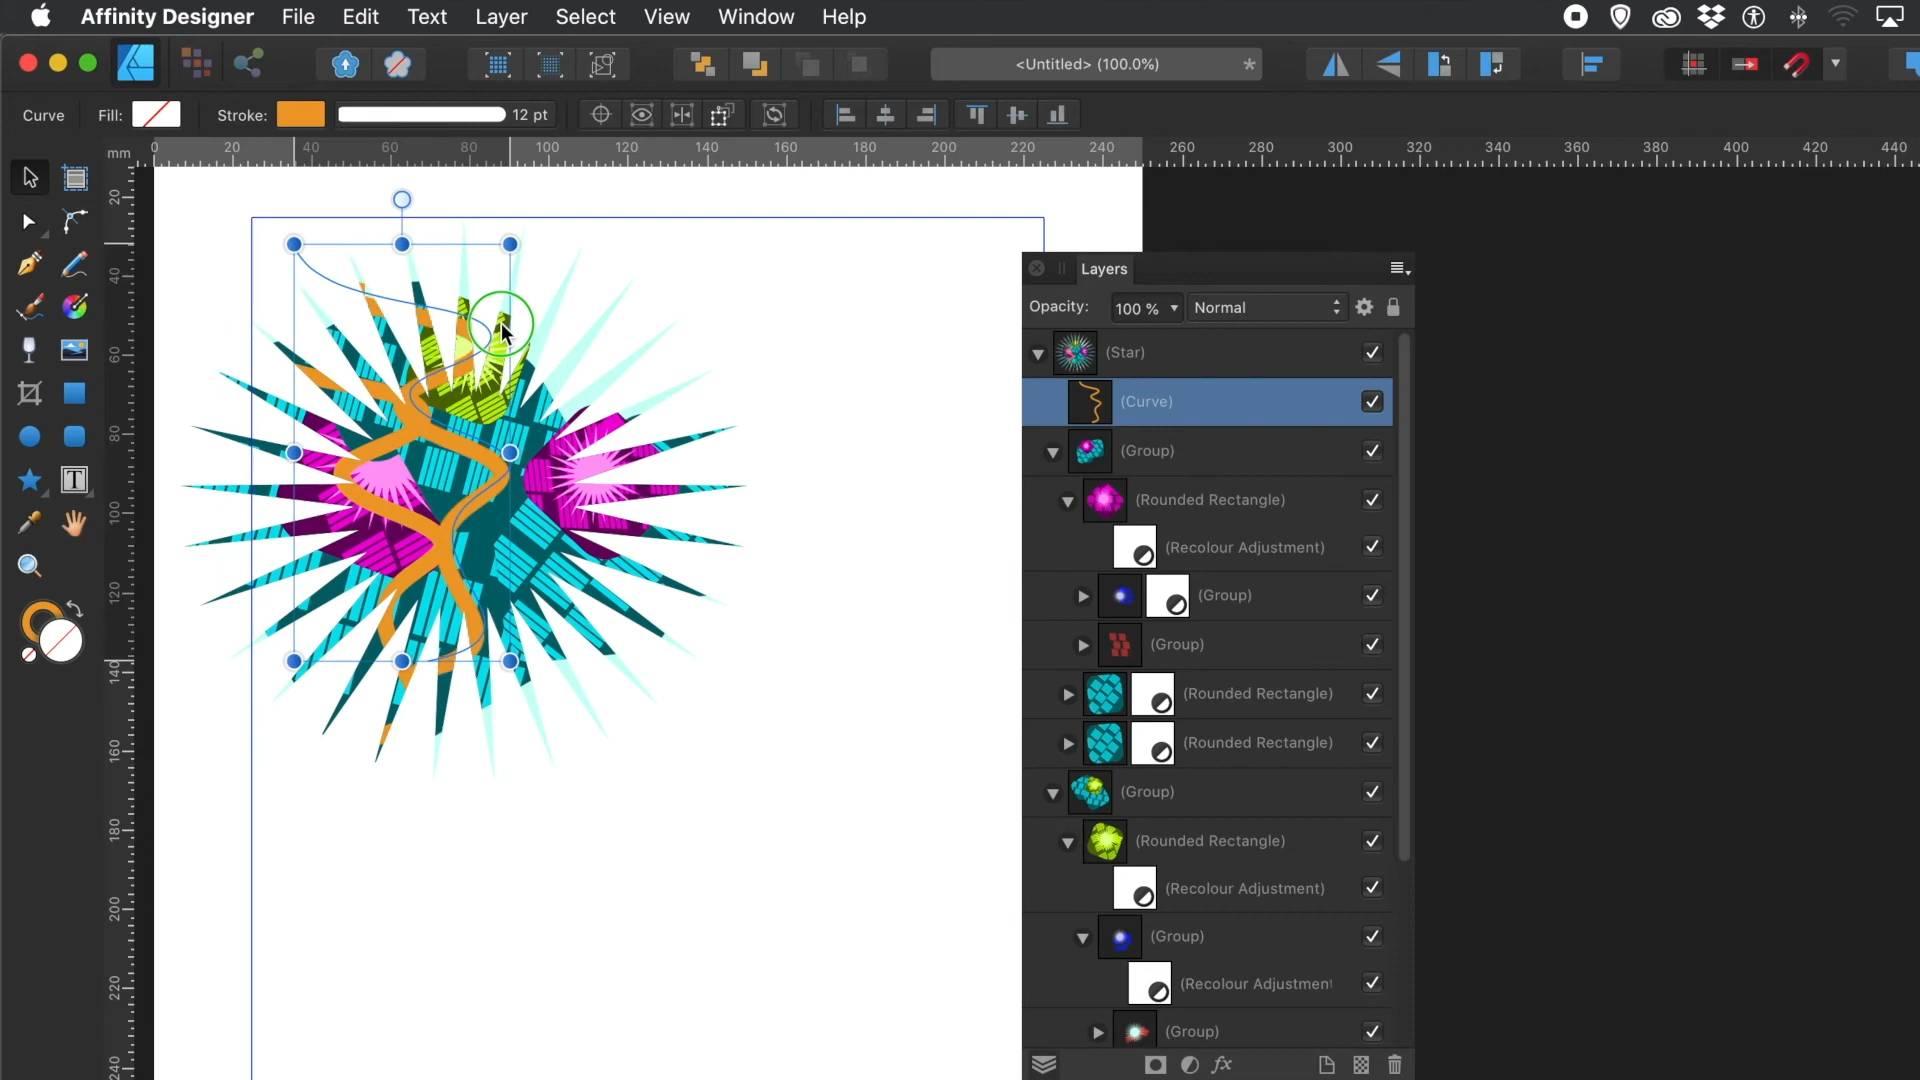 Affinity Designer File Edit Text Layer Select View Window Help
<Untitled> (100.0%) *
Curve Fill: Stroke: 12 pt
mm 0 20 40 60 80 100 120 140 160 180 200 220 240 260 280 300 320 340 360 380 400 420 440
20
40
60
80
100
120
140
160
180
200
220
240
Layers
Opacity: 100 % Normal
(Star)
(Curve)
(Group)
(Rounded Rectangle)
(Recolour Adjustment)
(Group)
(Group)
(Rounded Rectangle)
(Rounded Rectangle)
(Group)
(Rounded Rectangle)
(Recolour Adjustment)
(Group)
(Recolour Adjustment
(Group)
fx
T